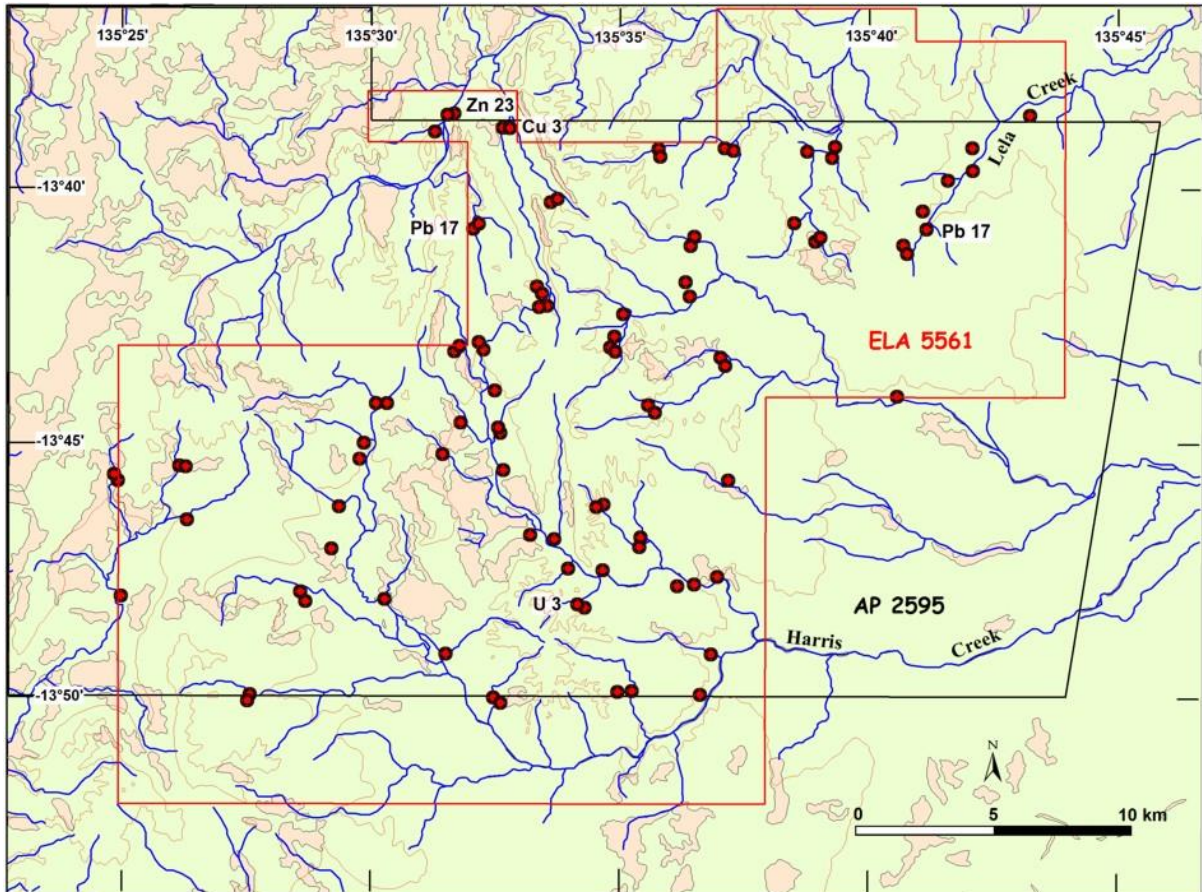 135°25'
135°30'
135°35'
135°40'
135°45'
Zn 23
Cu 3
Creek
Lela
-13°40'
Pb 17
Pb 17
ELA 5561
-13°45'
U 3
AP 2595
Harris
Creek
-13°50'
N
0
5
10 km